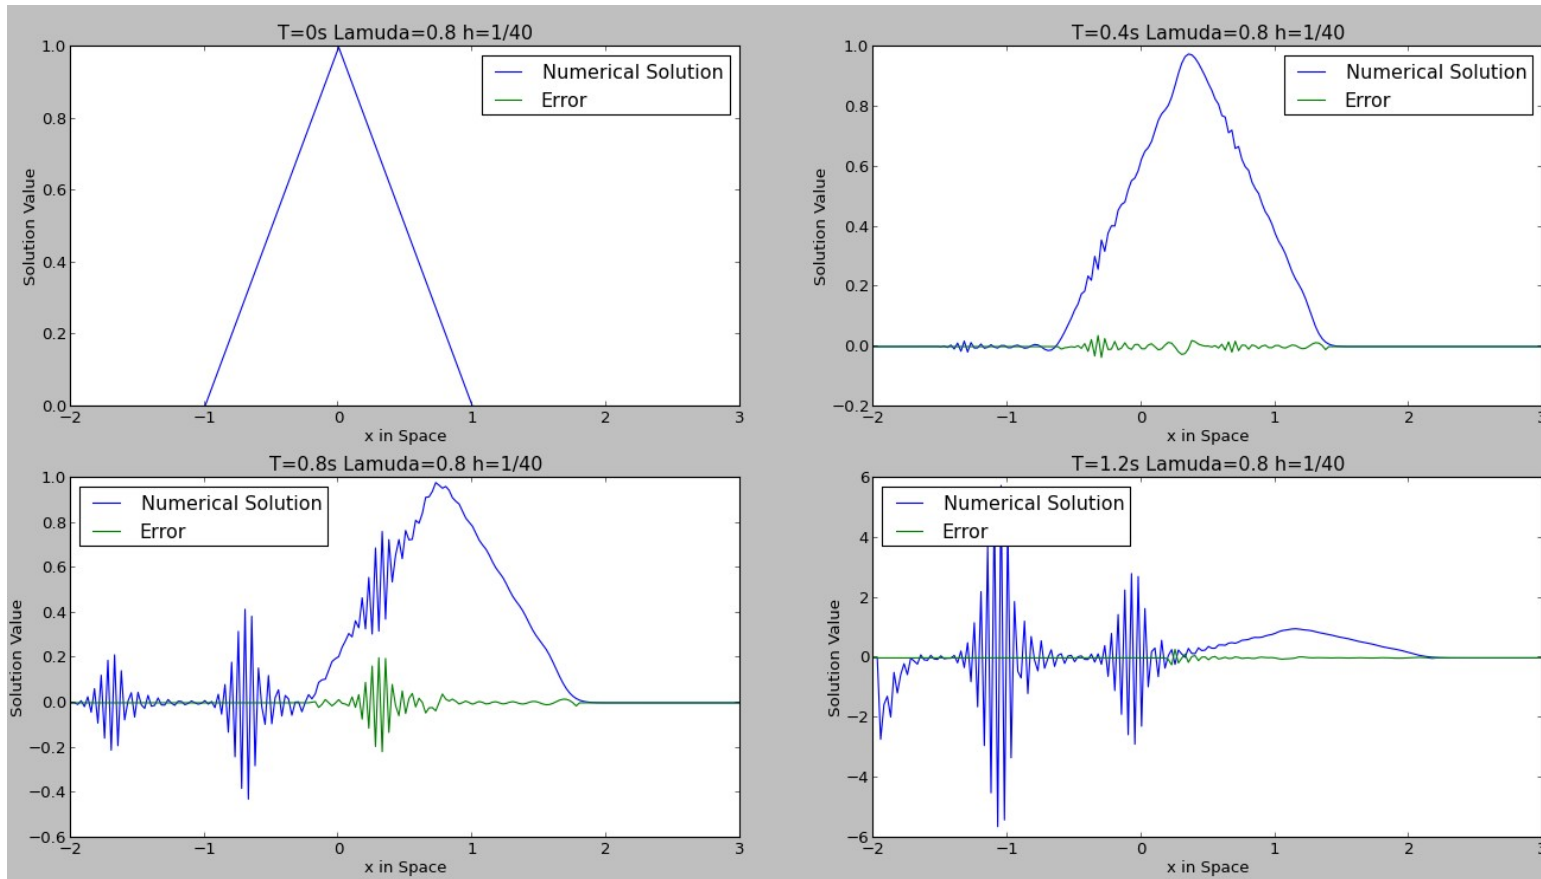 T=0s Lamuda=0.8 h=1/40
Numerical Solution
Error
Solution Value
1.0
0.8
0.6
0.4
0.2
0.0
−2 −1 0 1 2 3
x in Space
T=0.4s Lamuda=0.8 h=1/40
Numerical Solution
Error
Solution Value
1.0
0.8
0.6
0.4
0.2
0.0
−0.2
−2 −1 0 1 2 3
x in Space
T=0.8s Lamuda=0.8 h=1/40
Numerical Solution
Error
Solution Value
1.0
0.8
0.6
0.4
0.2
0.0
−0.2
−0.4
−0.6
−2 −1 0 1 2 3
x in Space
T=1.2s Lamuda=0.8 h=1/40
Numerical Solution
Error
Solution Value
6
4
2
0
−2
−4
−6
−2 −1 0 1 2 3
x in Space